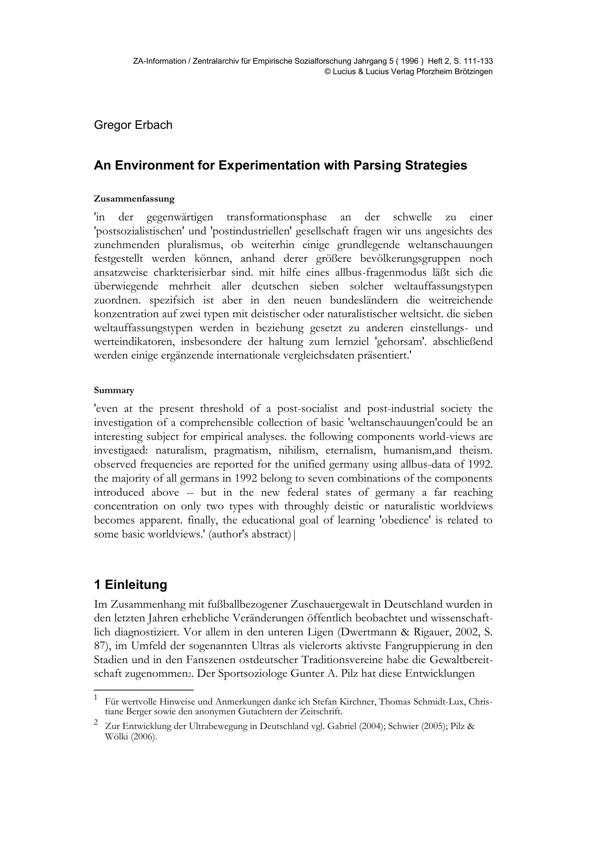 ZA-Information / Zentralarchiv für Empirische Sozialforschung Jahrgang 5 ( 1996 ) Heft 2, S. 111-133
© Lucius & Lucius Verlag Pforzheim Brötzingen
Gregor Erbach
An Environment for Experimentation with Parsing Strategies
Zusammenfassung
'in der gegenwärtigen transformationsphase an der schwelle zu einer
'postsozialistischen' und 'postindustriellen' gesellschaft fragen wir uns angesichts des
zunehmenden pluralismus, ob weiterhin einige grundlegende weltanschauungen
festgestellt werden können, anhand derer größere bevölkerungsgruppen noch
ansatzweise charkterisierbar sind. mit hilfe eines allbus-fragenmodus läßt sich die
überwiegende mehrheit aller deutschen sieben solcher weltauffassungstypen
zuordnen. spezifsich ist aber in den neuen bundesländern die weitreichende
konzentration auf zwei typen mit deistischer oder naturalistischer weltsicht. die sieben
weltauffassungstypen werden in beziehung gesetzt zu anderen einstellungs- und
werteindikatoren, insbesondere der haltung zum lernziel 'gehorsam'. abschließend
werden einige ergänzende internationale vergleichsdaten präsentiert.'
Summary
'even at the present threshold of a post-socialist and post-industrial society the
investigation of a comprehensible collection of basic 'weltanschauungen'could be an
interesting subject for empirical analyses. the following components world-views are
investigaed: naturalism, pragmatism, nihilism, eternalism, humanism,and theism.
observed frequencies are reported for the unified germany using allbus-data of 1992.
the majority of all germans in 1992 belong to seven combinations of the components
introduced above -- but in the new federal states of germany a far reaching
concentration on only two types with throughly deistic or naturalistic worldviews
becomes apparent. finally, the educational goal of learning 'obedience' is related to
some basic worldviews.' (author's abstract)|
1 Einleitung
Im Zusammenhang mit fußballbezogener Zuschauergewalt in Deutschland wurden in
den letzten Jahren erhebliche Veränderungen öffentlich beobachtet und wissenschaft-
lich diagnostiziert. Vor allem in den unteren Ligen (Dwertmann & Rigauer, 2002, S.
87), im Umfeld der sogenannten Ultras als vielerorts aktivste Fangruppierung in den
Stadien und in den Fanszenen ostdeutscher Traditionsvereine habe die Gewaltbereit-
schaft zugenommen2. Der Sportsoziologe Gunter A. Pilz hat diese Entwicklungen
1 Für wertvolle Hinweise und Anmerkungen danke ich Stefan Kirchner, Thomas Schmidt-Lux, Chris-
tiane Berger sowie den anonymen Gutachtern der Zeitschrift.
2 Zur Entwicklung der Ultrabewegung in Deutschland vgl. Gabriel (2004); Schwier (2005); Pilz &
Wölki (2006).